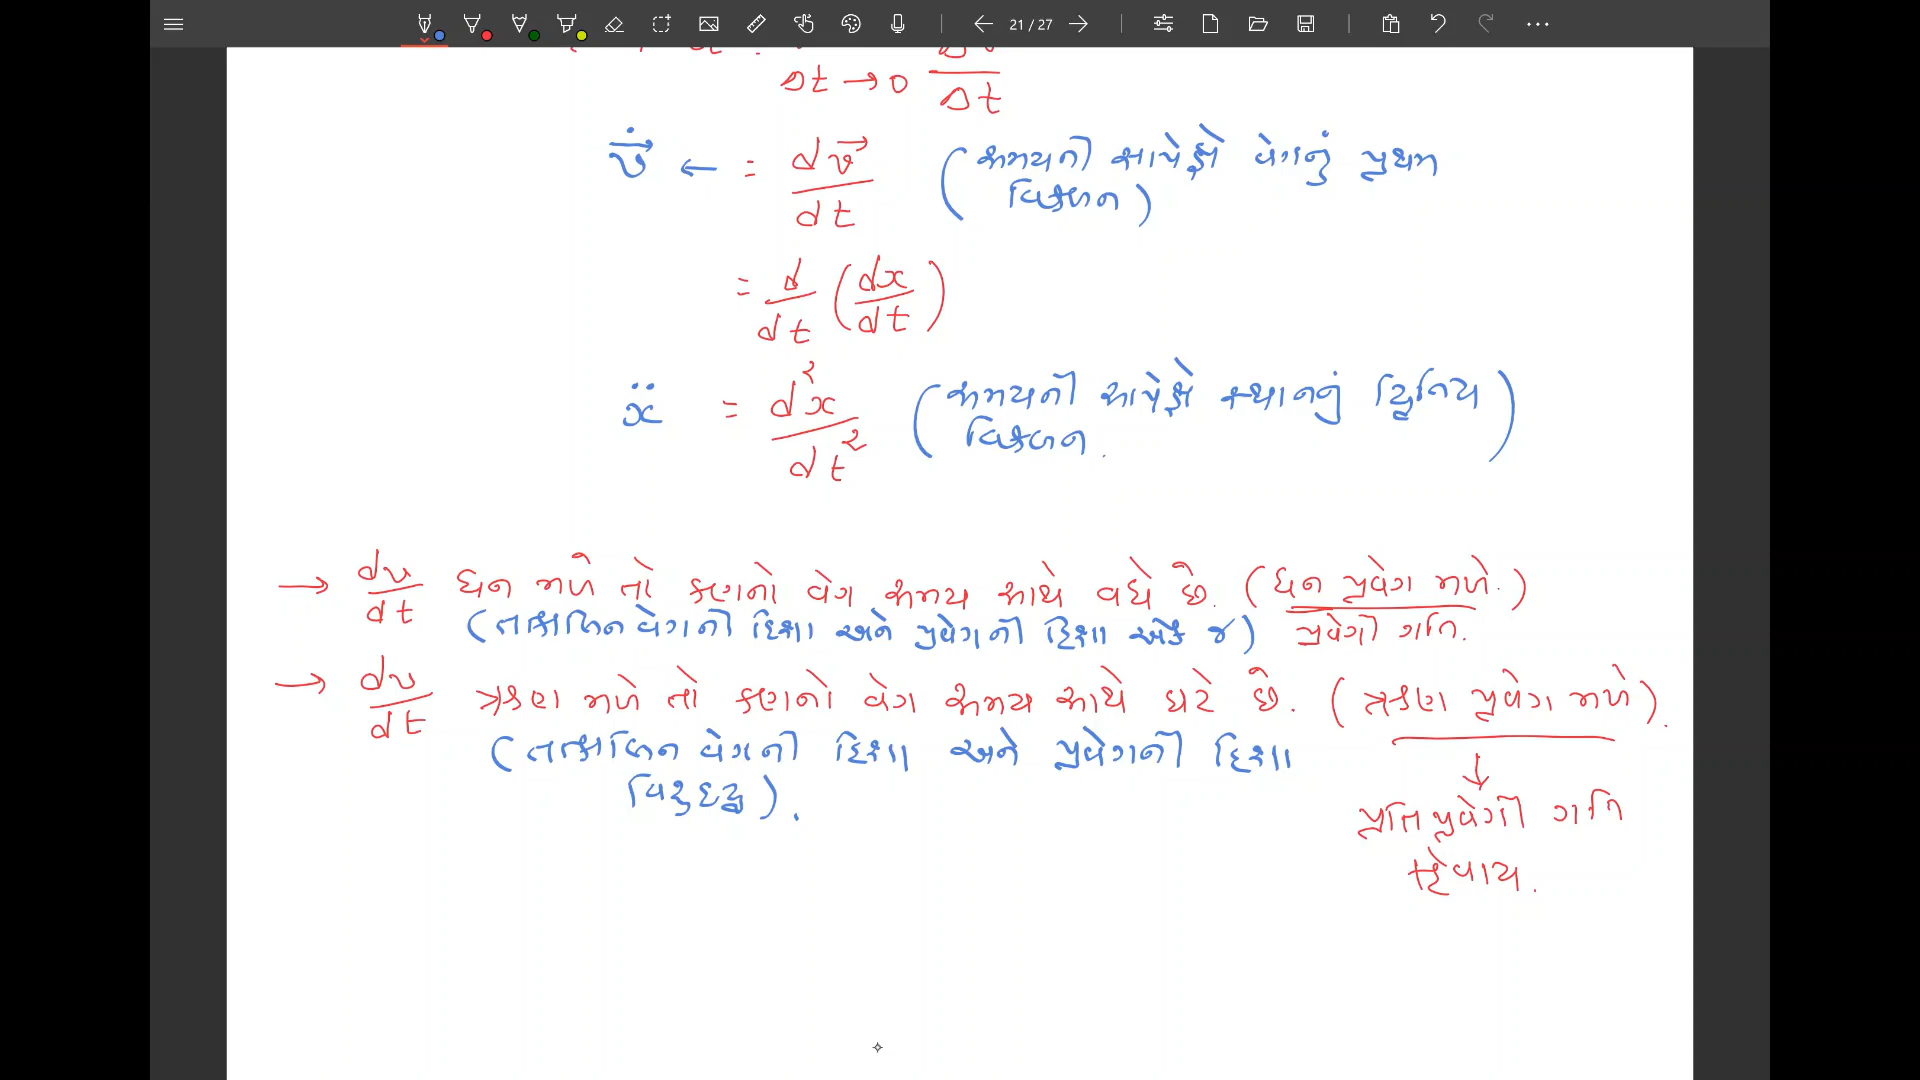 21 / 27
Δt → 0 Δt
v⃗̇ ← = dv⃗/dt (સમયની સાપેક્ષે વેગનું પ્રથમ
વિકલન)
= d/dt (dx/dt)
ẍ = d²x/dt² (સમયની સાપેક્ષે સ્થાનનું દ્વિતિય
વિકલન.)
→ dv/dt ધન મળે તો કણનો વેગ સમય સાથે વધે છે. (ધન પ્રવેગ મળે.)
(તત્કાલિન વેગની દિશા અને પ્રવેગની દિશા એક જ) પ્રવેગી ગતિ.
→ dv/dt ઋણ મળે તો કણનો વેગ સમય સાથે ઘટે છે. (ઋણ પ્રવેગ મળે).
(તત્કાલિન વેગની દિશા અને પ્રવેગની દિશા
વિરુદ્ધ).
↓
પ્રતિપ્રવેગી ગતિ
કહેવાય.